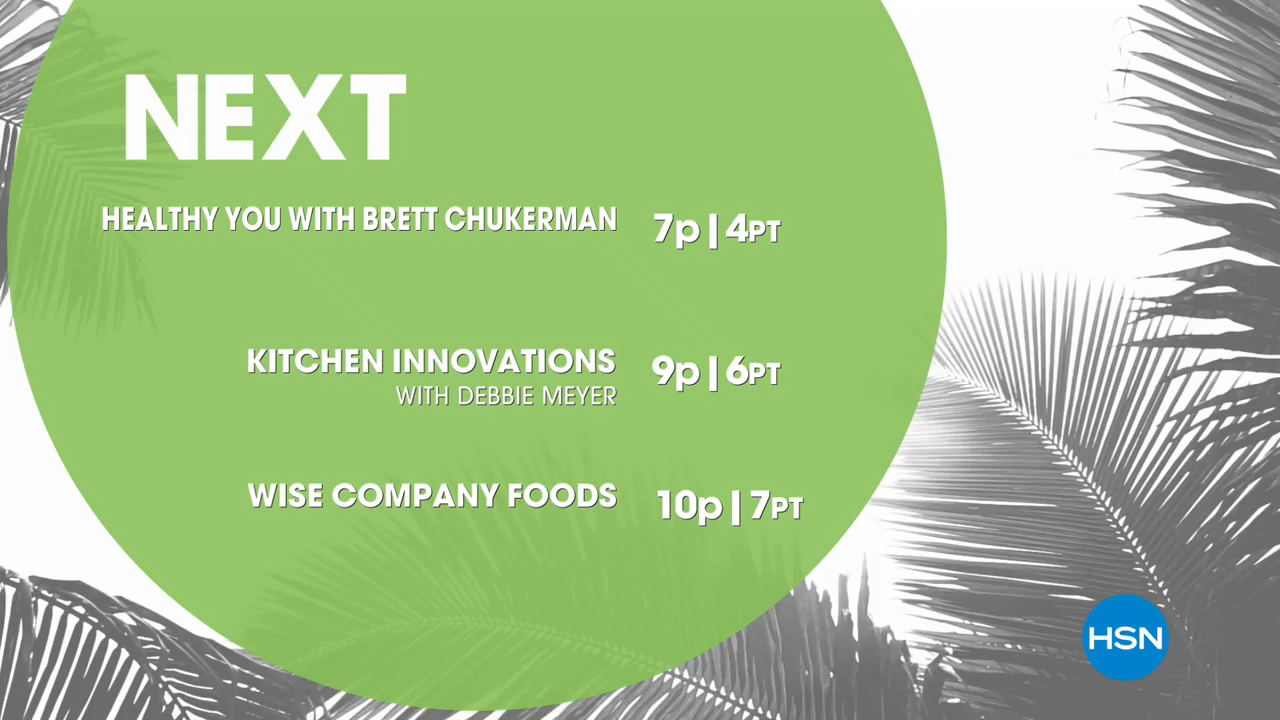 NEXT
HEALTHY YOU WITH BRETT CHUKERMAN 7p | 4PT
KITCHEN INNOVATIONS 9p | 6PT
WITH DEBBIE MEYER
WISE COMPANY FOODS 10p | 7PT
HSN